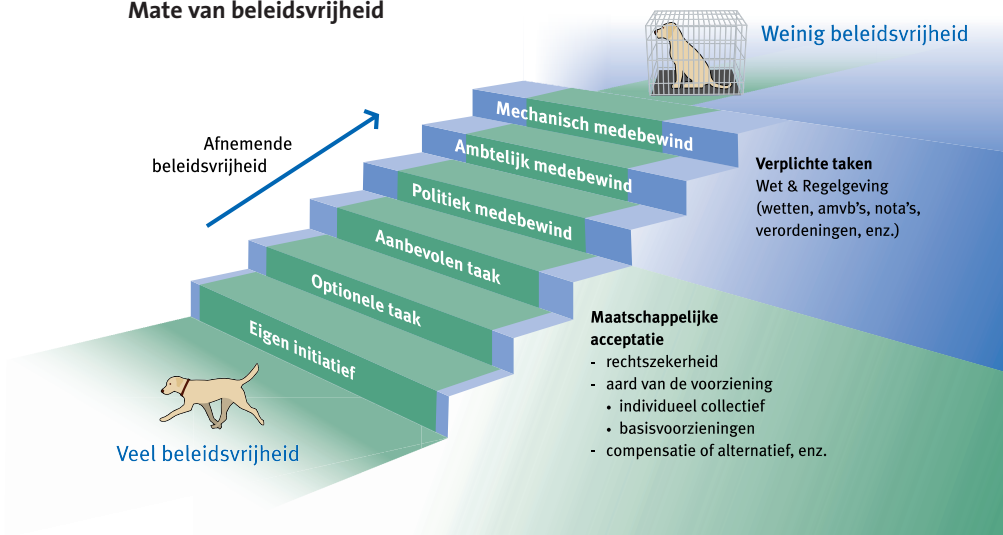 Mate van beleidsvrijheid
Weinig beleidsvrijheid
Afnemende
beleidsvrijheid
Mechanisch medebewind
Ambtelijk medebewind
Politiek medebewind
Aanbevolen taak
Optionele taak
Eigen initiatief
Verplichte taken
Wet & Regelgeving
(wetten, amvb’s, nota’s,
verordeningen, enz.)
Maatschappelijke
acceptatie
- rechtszekerheid
- aard van de voorziening
• individueel collectief
• basisvoorzieningen
- compensatie of alternatief, enz.
Veel beleidsvrijheid